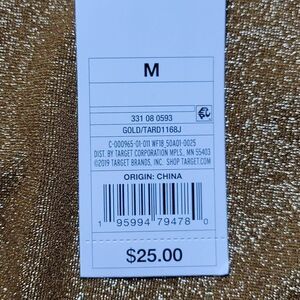 M
331 08 0593
GOLD/TARD1168J
C-000965-01-011 WF18_50A01-0025
DIST. BY TARGET CORPORATION MPLS., MN 55403
©2019 TARGET BRANDS, INC. SHOP TARGET.COM
ORIGIN: CHINA
1 95994 79478 0
$25.00